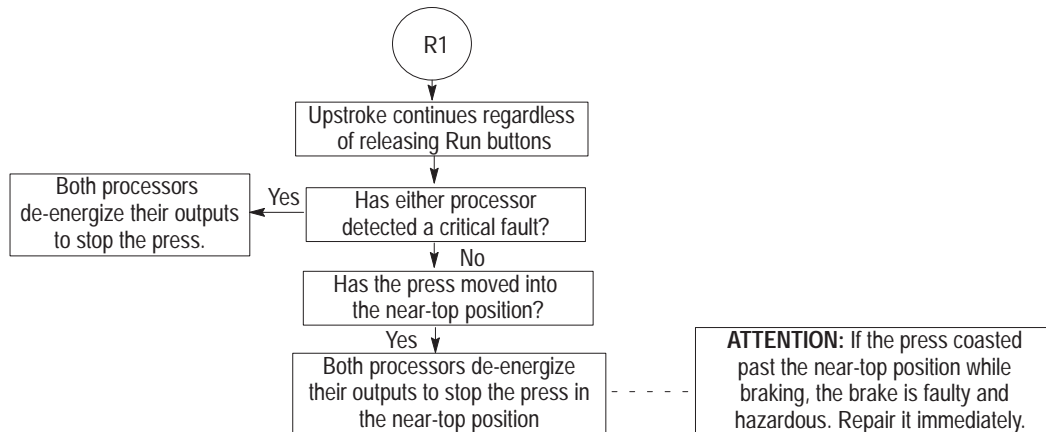 R1
Upstroke continues regardless
of releasing Run buttons
Both processors
de-energize their outputs
to stop the press.
Yes
Has either processor
detected a critical fault?
No
Has the press moved into
the near-top position?
Yes
Both processors de-energize
their outputs to stop the press in
the near-top position
ATTENTION: If the press coasted
past the near-top position while
braking, the brake is faulty and
hazardous. Repair it immediately.